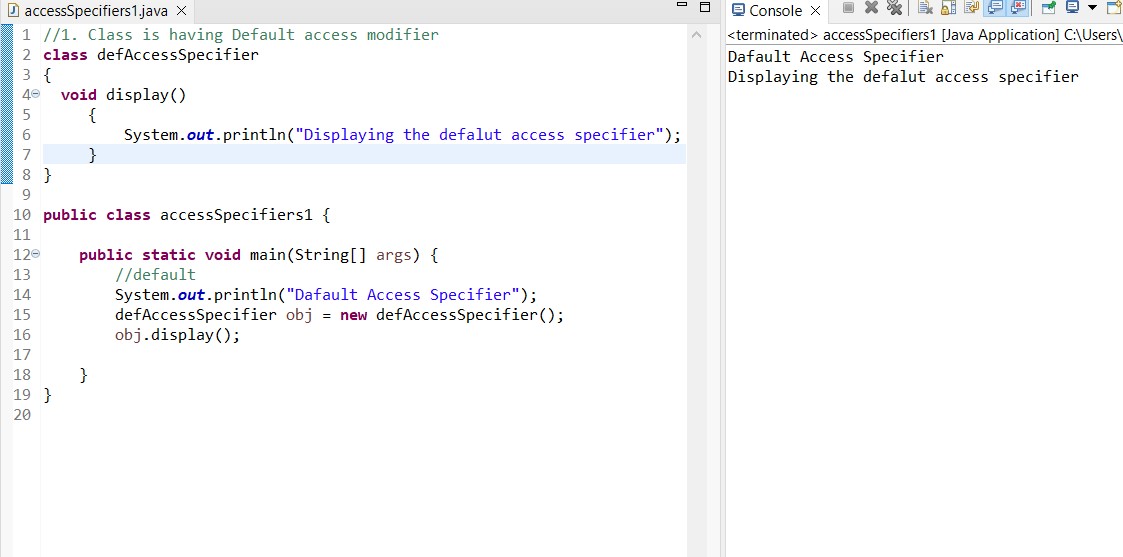 accessSpecifiers1.java
1 //1. Class is having Default access modifier
2 class defAccessSpecifier
3 {
4 void display()
5 {
6 System.out.println("Displaying the defalut access specifier");
7 }
8 }
9
10 public class accessSpecifiers1 {
11
12 public static void main(String[] args) {
13 //default
14 System.out.println("Dafault Access Specifier");
15 defAccessSpecifier obj = new defAccessSpecifier();
16 obj.display();
17
18 }
19 }
20
Console
<terminated> accessSpecifiers1 [Java Application] C:\Users\
Dafault Access Specifier
Displaying the defalut access specifier